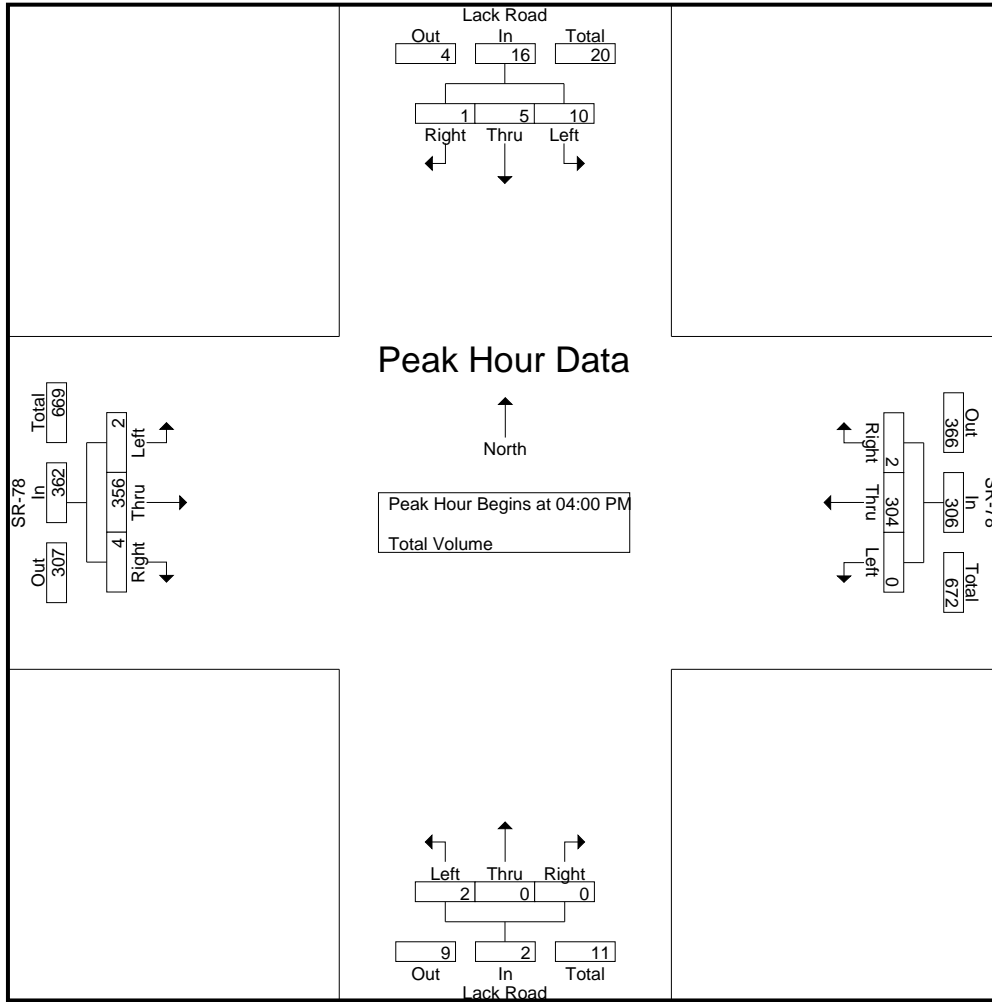 Lack Road
Out In Total
4 16 20
1 5 10
Right Thru Left
Peak Hour Data
North
Peak Hour Begins at 04:00 PM
Total Volume
SR-78
Total In Out
669 362 307
2 356 4
Left Thru Right
SR-78
Out In Total
366 306 672
2 304 0
Right Thru Left
Left Thru Right
2 0 0
9 2 11
Out In Total
Lack Road